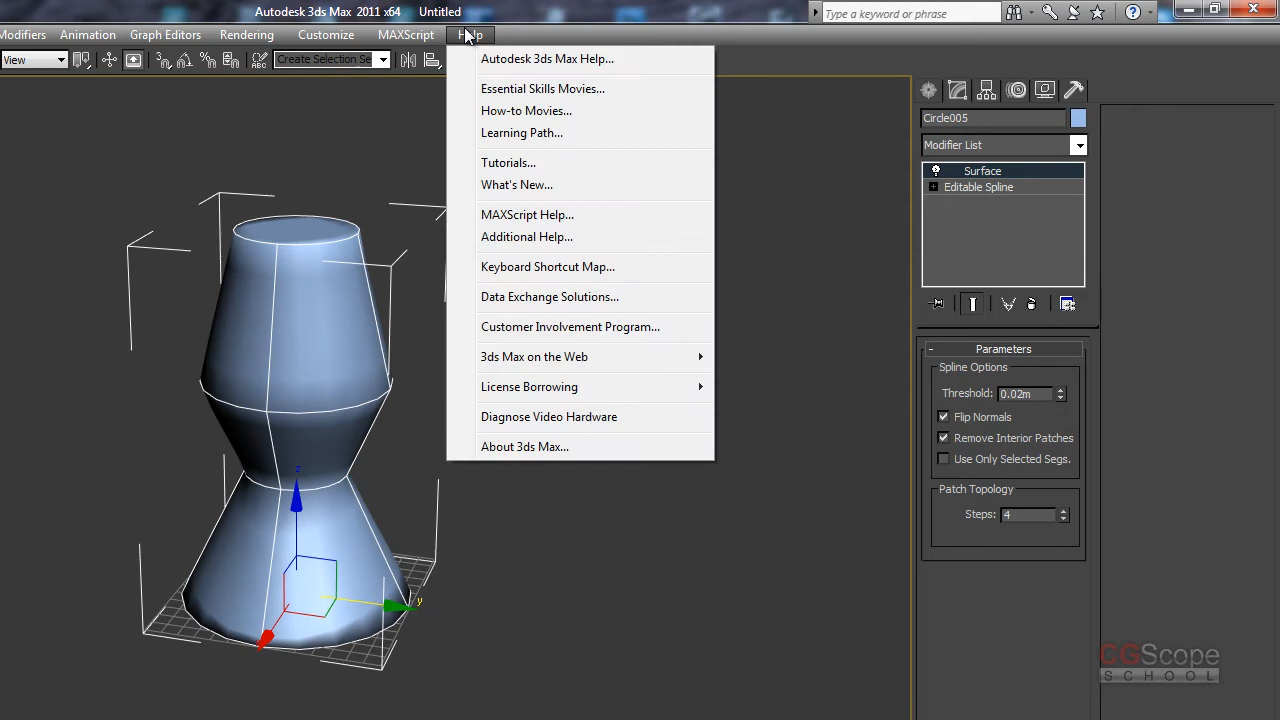 Autodesk 3ds Max 2011 x64 Untitled
Type a keyword or phrase
Modifiers Animation Graph Editors Rendering Customize MAXScript Help
View
Create Selection Se
Autodesk 3ds Max Help...
Essential Skills Movies...
How-to Movies...
Learning Path...
Tutorials...
What's New...
MAXScript Help...
Additional Help...
Keyboard Shortcut Map...
Data Exchange Solutions...
Customer Involvement Program...
3ds Max on the Web
License Borrowing
Diagnose Video Hardware
About 3ds Max...
Circle005
Modifier List
Surface
Editable Spline
Parameters
Spline Options
Threshold: 0.02m
Flip Normals
Remove Interior Patches
Use Only Selected Segs.
Patch Topology
Steps: 4
z
y
CGScope
SCHOOL